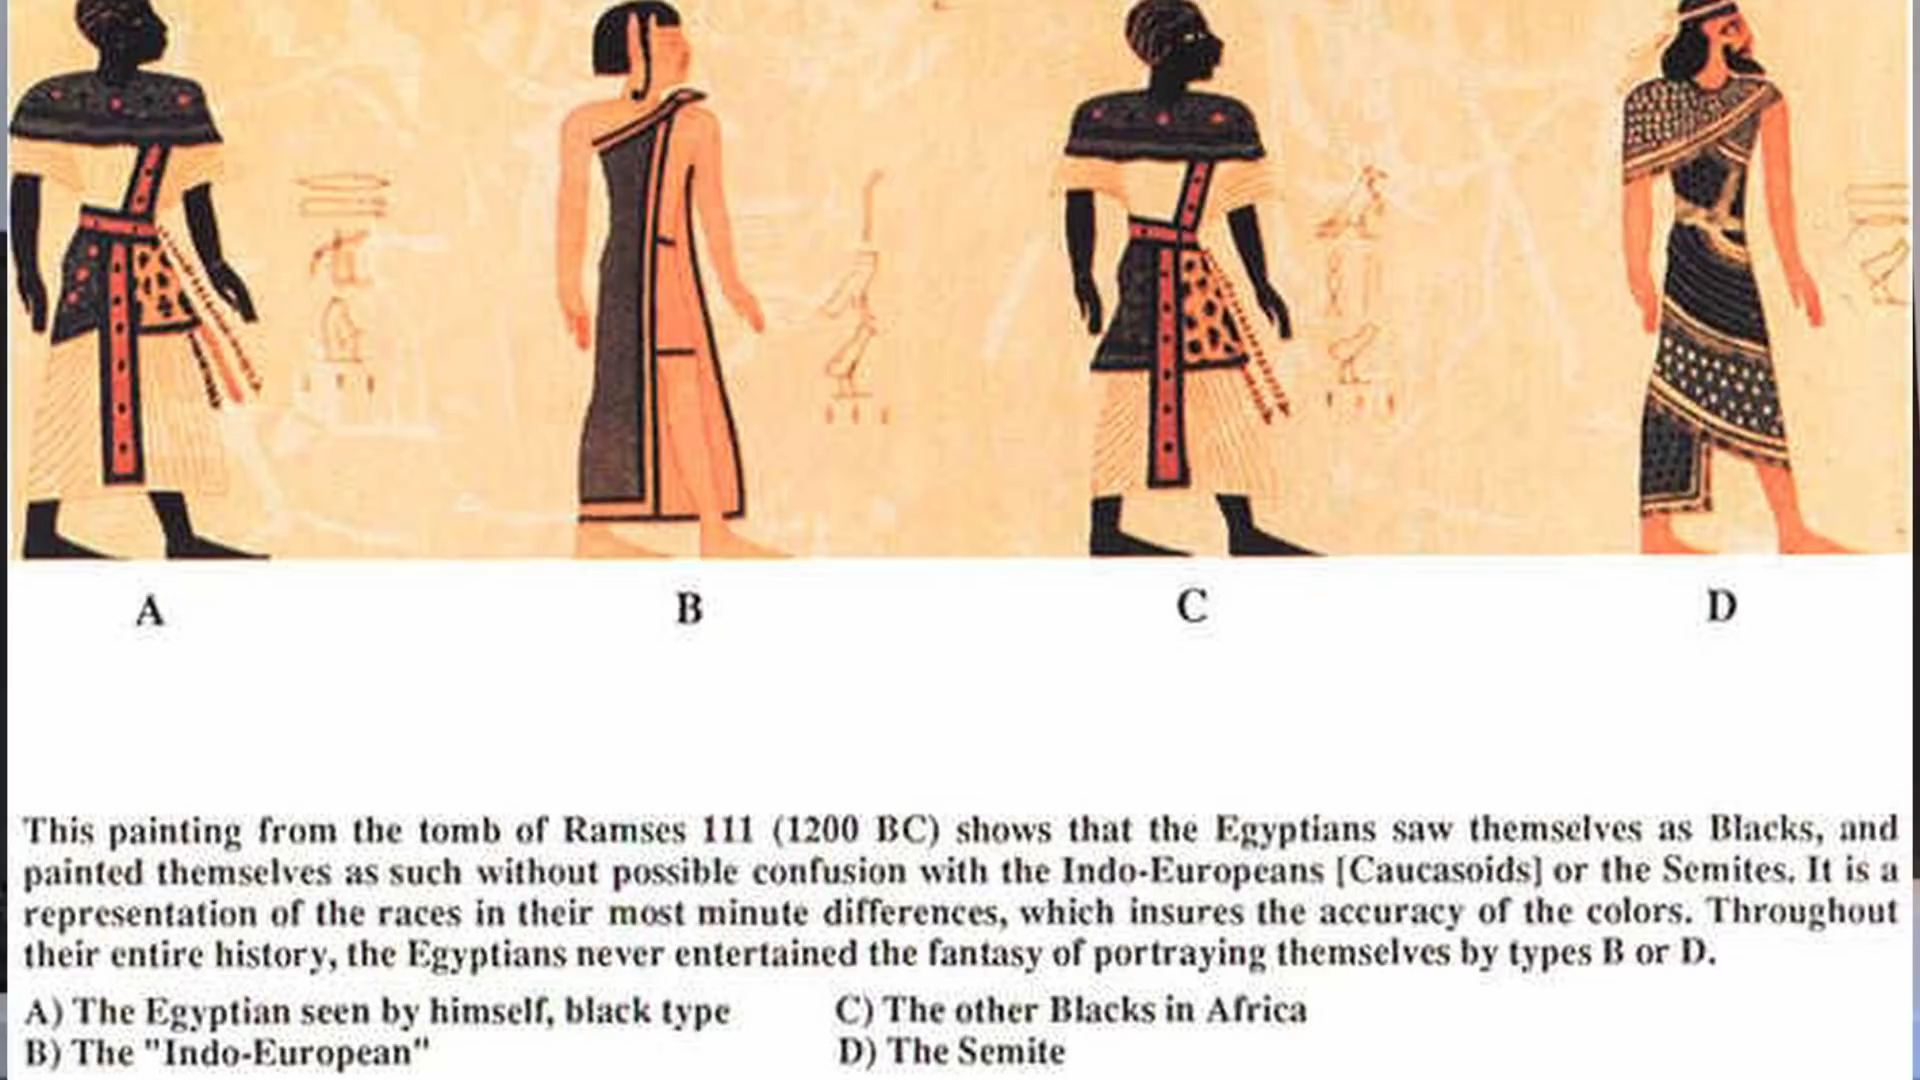 A B C D
This painting from the tomb of Ramses 111 (1200 BC) shows that the Egyptians saw themselves as Blacks, and
painted themselves as such without possible confusion with the Indo-Europeans [Caucasoids] or the Semites. It is a
representation of the races in their most minute differences, which insures the accuracy of the colors. Throughout
their entire history, the Egyptians never entertained the fantasy of portraying themselves by types B or D.
A) The Egyptian seen by himself, black type
B) The "Indo-European"
C) The other Blacks in Africa
D) The Semite